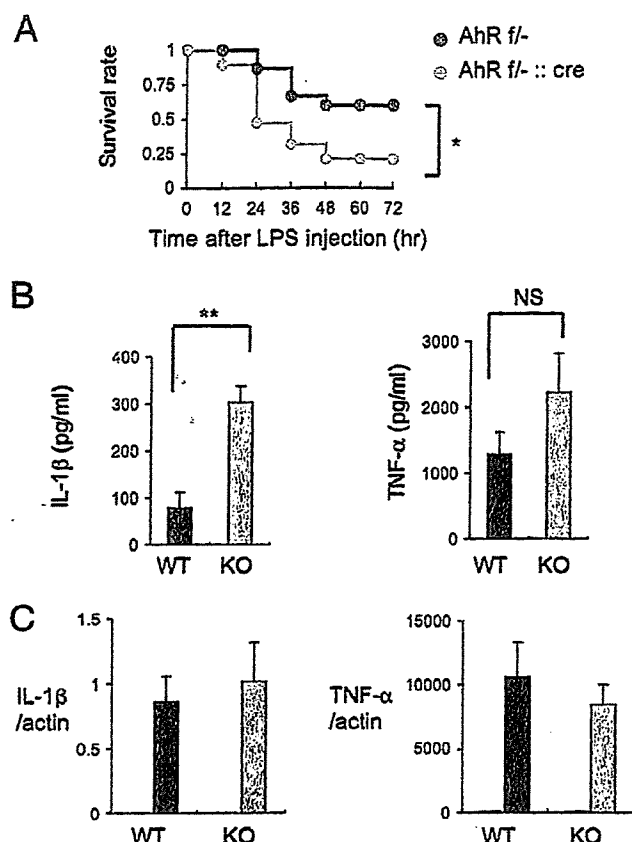 A
AhR f/-
AhR f/- :: cre
Survival rate
1
0.75
0.5
0.25
0
0 12 24 36 48 60 72
Time after LPS injection (hr)
*
B
**
IL-1β (pg/ml)
400
300
200
100
0
WT KO
NS
TNF-α (pg/ml)
3000
2000
1000
0
WT KO
C
IL-1β
/actin
1.5
1
0.5
0
WT KO
TNF-α
/actin
15000
10000
5000
0
WT KO